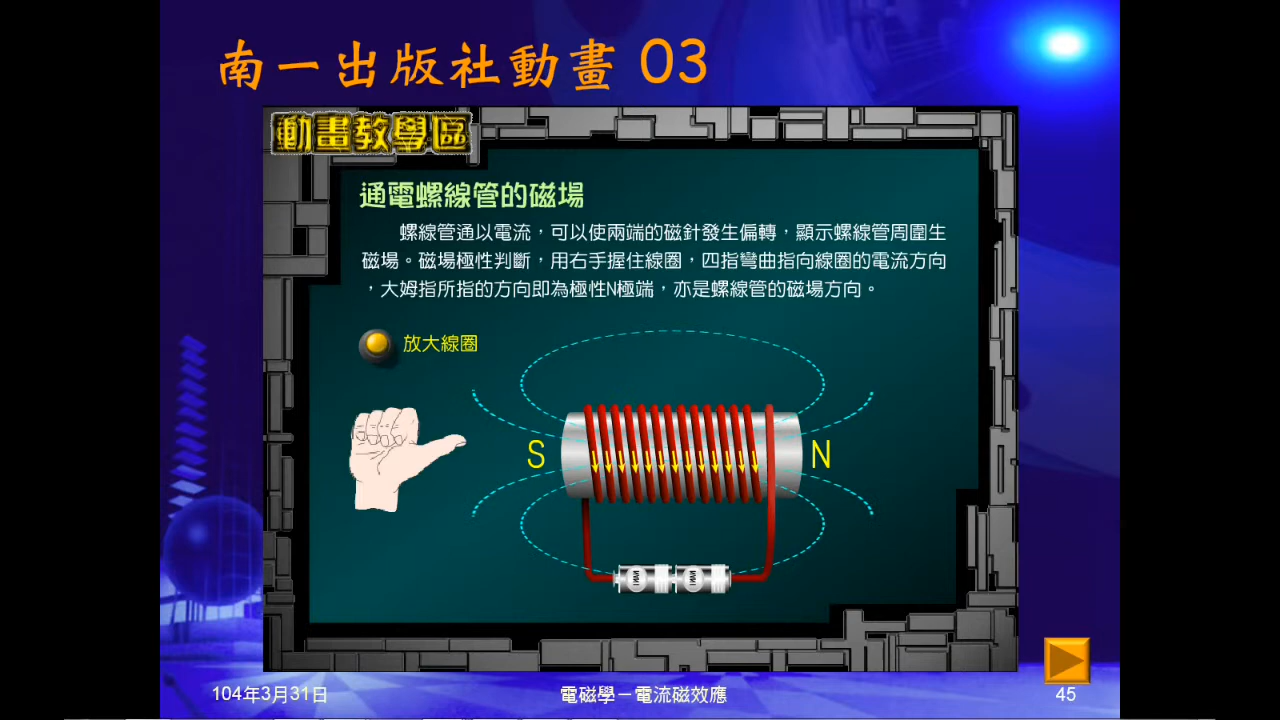 南一出版社動畫 03
動畫教學區
通電螺線管的磁場
螺線管通以電流，可以使兩端的磁針發生偏轉，顯示螺線管周圍生
磁場。磁場極性判斷，用右手握住線圈，四指彎曲指向線圈的電流方向
，大姆指所指的方向即為極性N極端，亦是螺線管的磁場方向。
放大線圈
S
N
104年3月31日
電磁學－電流磁效應
45